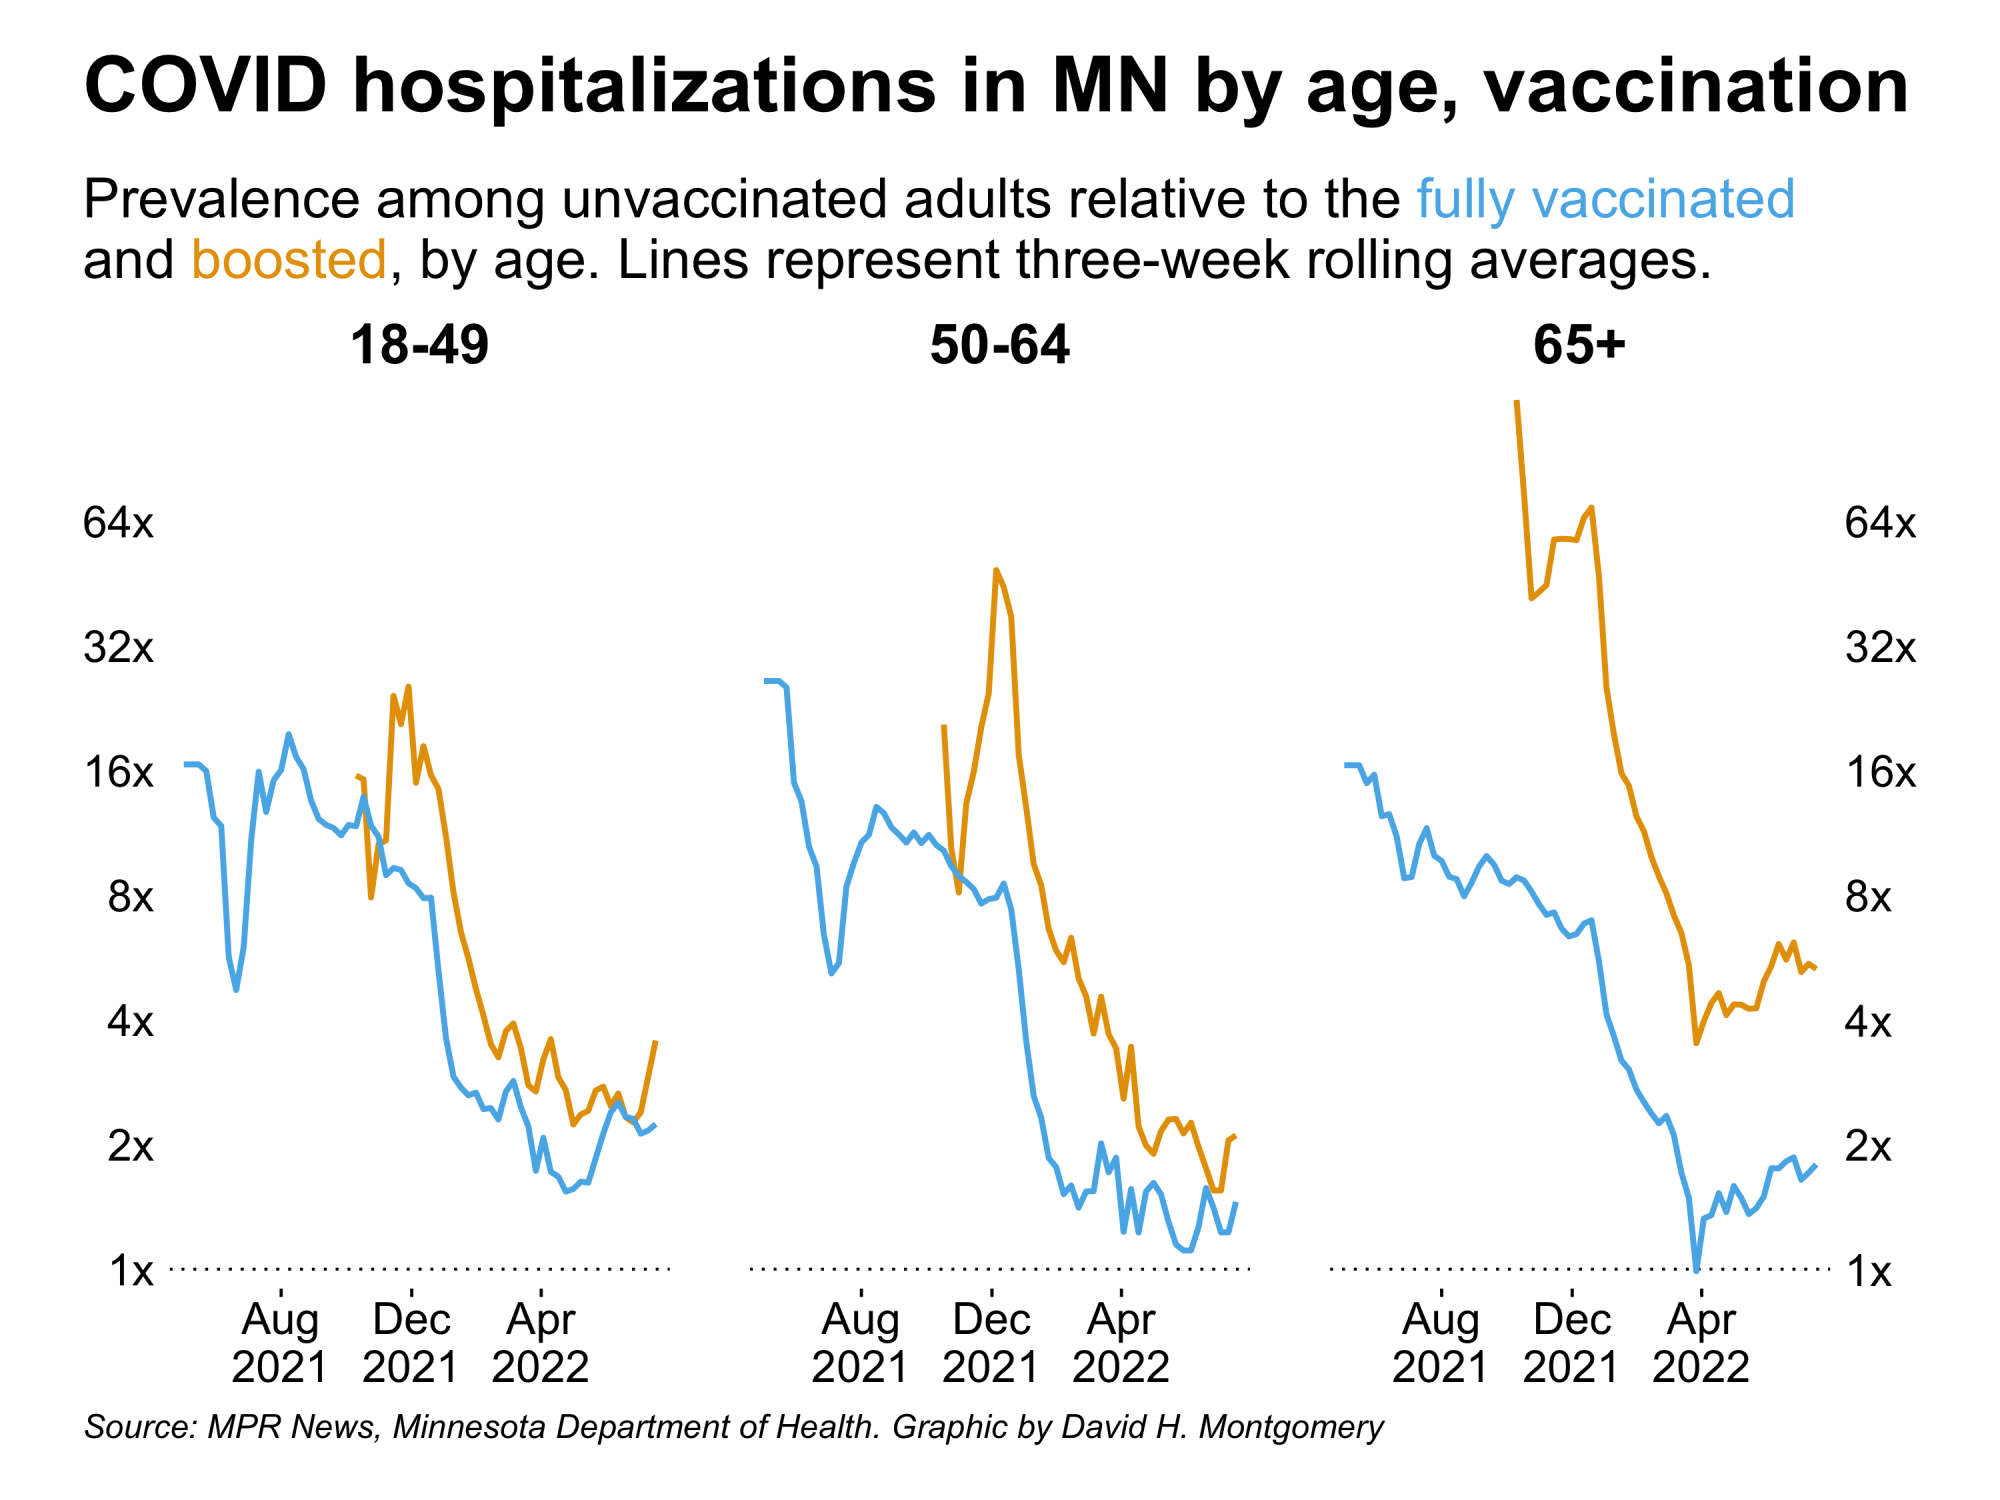 COVID hospitalizations in MN by age, vaccination
Prevalence among unvaccinated adults relative to the fully vaccinated
and boosted, by age. Lines represent three-week rolling averages.
18-49
50-64
65+
64x
32x
16x
8x
4x
2x
1x
64x
32x
16x
8x
4x
2x
1x
Aug
2021
Dec
2021
Apr
2022
Aug
2021
Dec
2021
Apr
2022
Aug
2021
Dec
2021
Apr
2022
Source: MPR News, Minnesota Department of Health. Graphic by David H. Montgomery